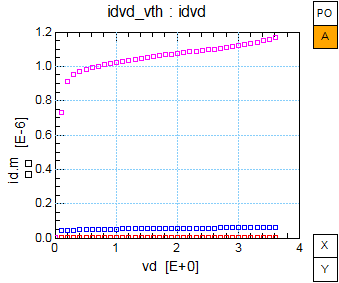 idvd_vth : idvd
PO
A
1.2
1.0
0.8
0.6
0.4
0.2
0.0
id.m [E-6]
0 1 2 3 4
vd [E+0]
X
Y